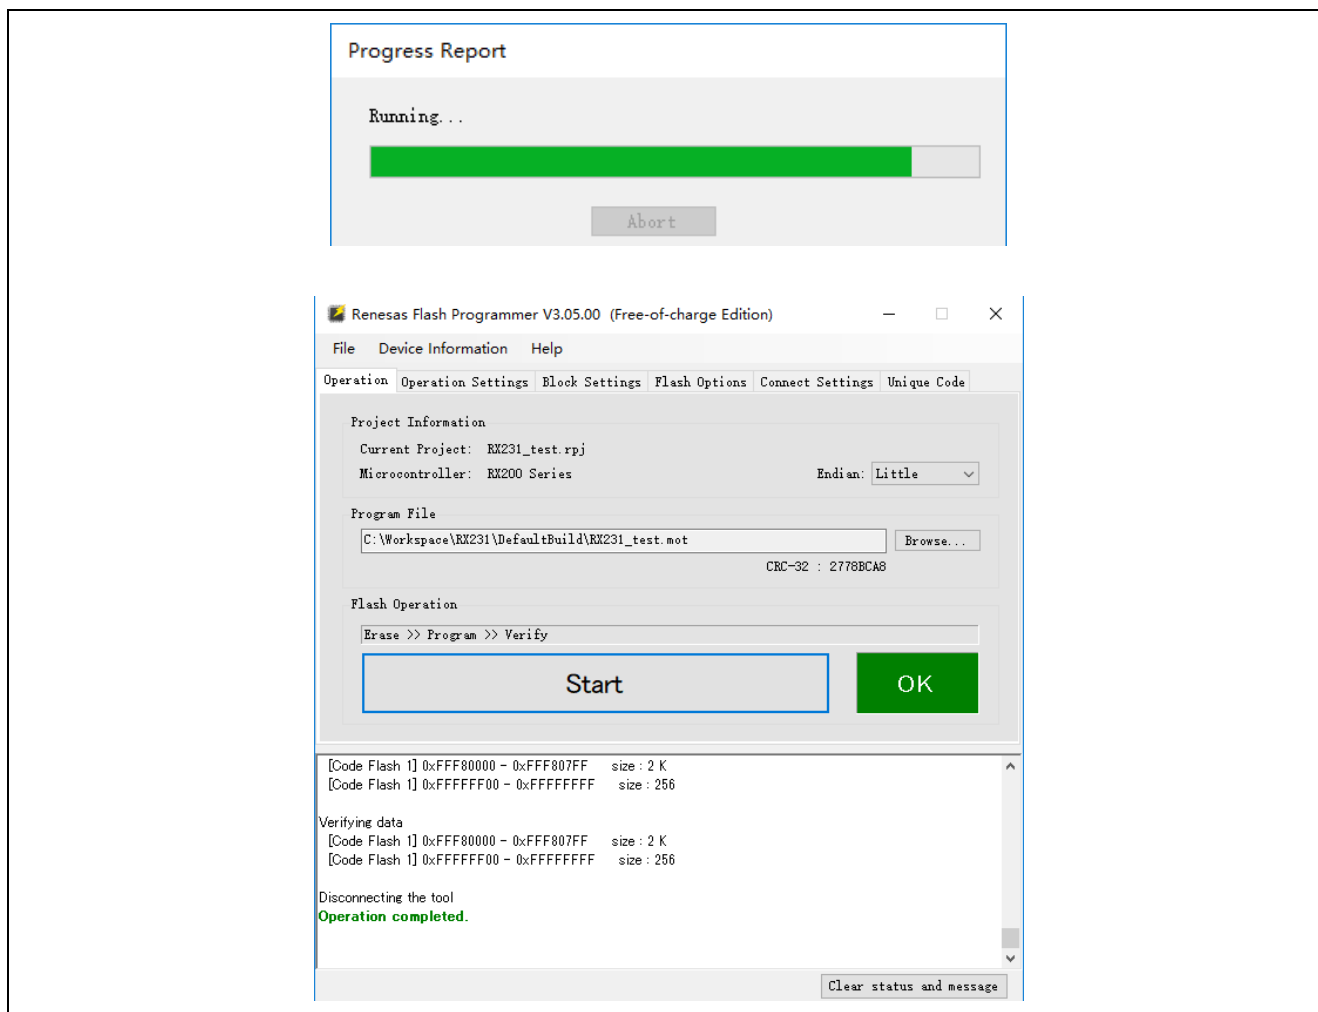 Progress Report
Running...
Abort
Renesas Flash Programmer V3.05.00 (Free-of-charge Edition)
File Device Information Help
Operation Operation Settings Block Settings Flash Options Connect Settings Unique Code
Project Information
Current Project: RX231_test.rpj
Microcontroller: RX200 Series Endian: Little
Program File
C:\Workspace\RX231\DefaultBuild\RX231_test.mot Browse...
CRC-32 : 2778BCA8
Flash Operation
Erase >> Program >> Verify
Start OK
[Code Flash 1] 0xFFF80000 - 0xFFF807FF size : 2 K
[Code Flash 1] 0xFFFFFF00 - 0xFFFFFFFF size : 256
Verifying data
[Code Flash 1] 0xFFF80000 - 0xFFF807FF size : 2 K
[Code Flash 1] 0xFFFFFF00 - 0xFFFFFFFF size : 256
Disconnecting the tool
Operation completed.
Clear status and message